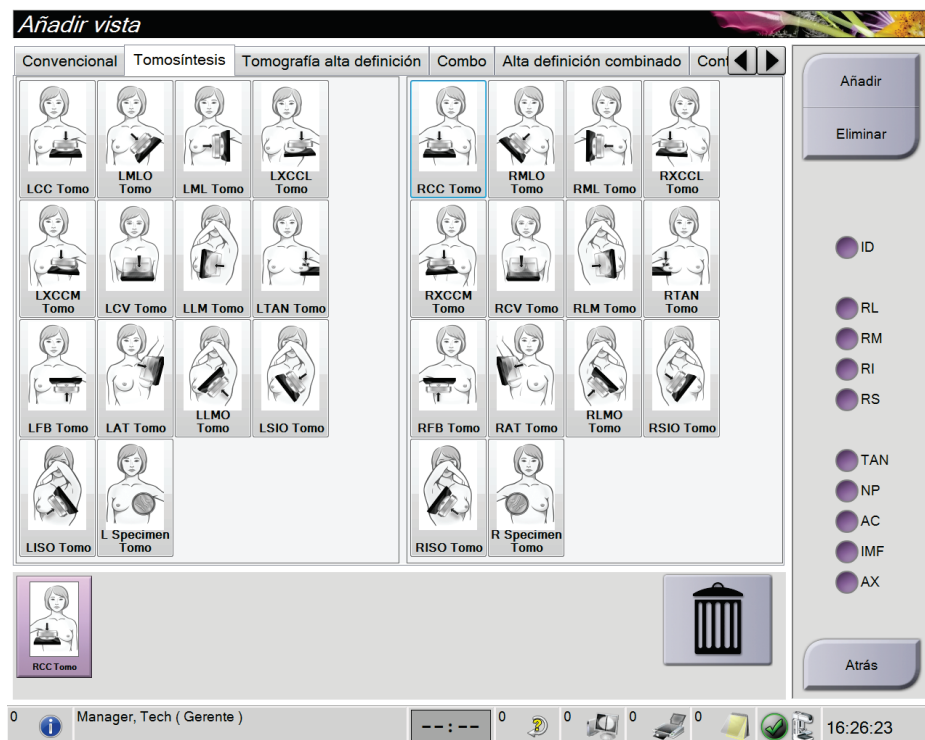 Añadir vista
Convencional Tomosíntesis Tomografía alta definición Combo Alta definición combinado Con
Añadir
Eliminar
LCC Tomo
LMLO
Tomo
LML Tomo
LXCCL
Tomo
RCC Tomo
RMLO
Tomo
RML Tomo
RXCCL
Tomo
LXCCM
Tomo
LCV Tomo
LLM Tomo
LTAN Tomo
RXCCM
Tomo
RCV Tomo
RLM Tomo
RTAN
Tomo
LFB Tomo
LAT Tomo
LLMO
Tomo
LSIO Tomo
RFB Tomo
RAT Tomo
RLMO
Tomo
RSIO Tomo
LISO Tomo
L Specimen
Tomo
RISO Tomo
R Specimen
Tomo
ID
RL
RM
RI
RS
TAN
NP
AC
IMF
AX
RCC Tomo
Atrás
0 Manager, Tech ( Gerente ) --:-- 0 0 0 0 16:26:23